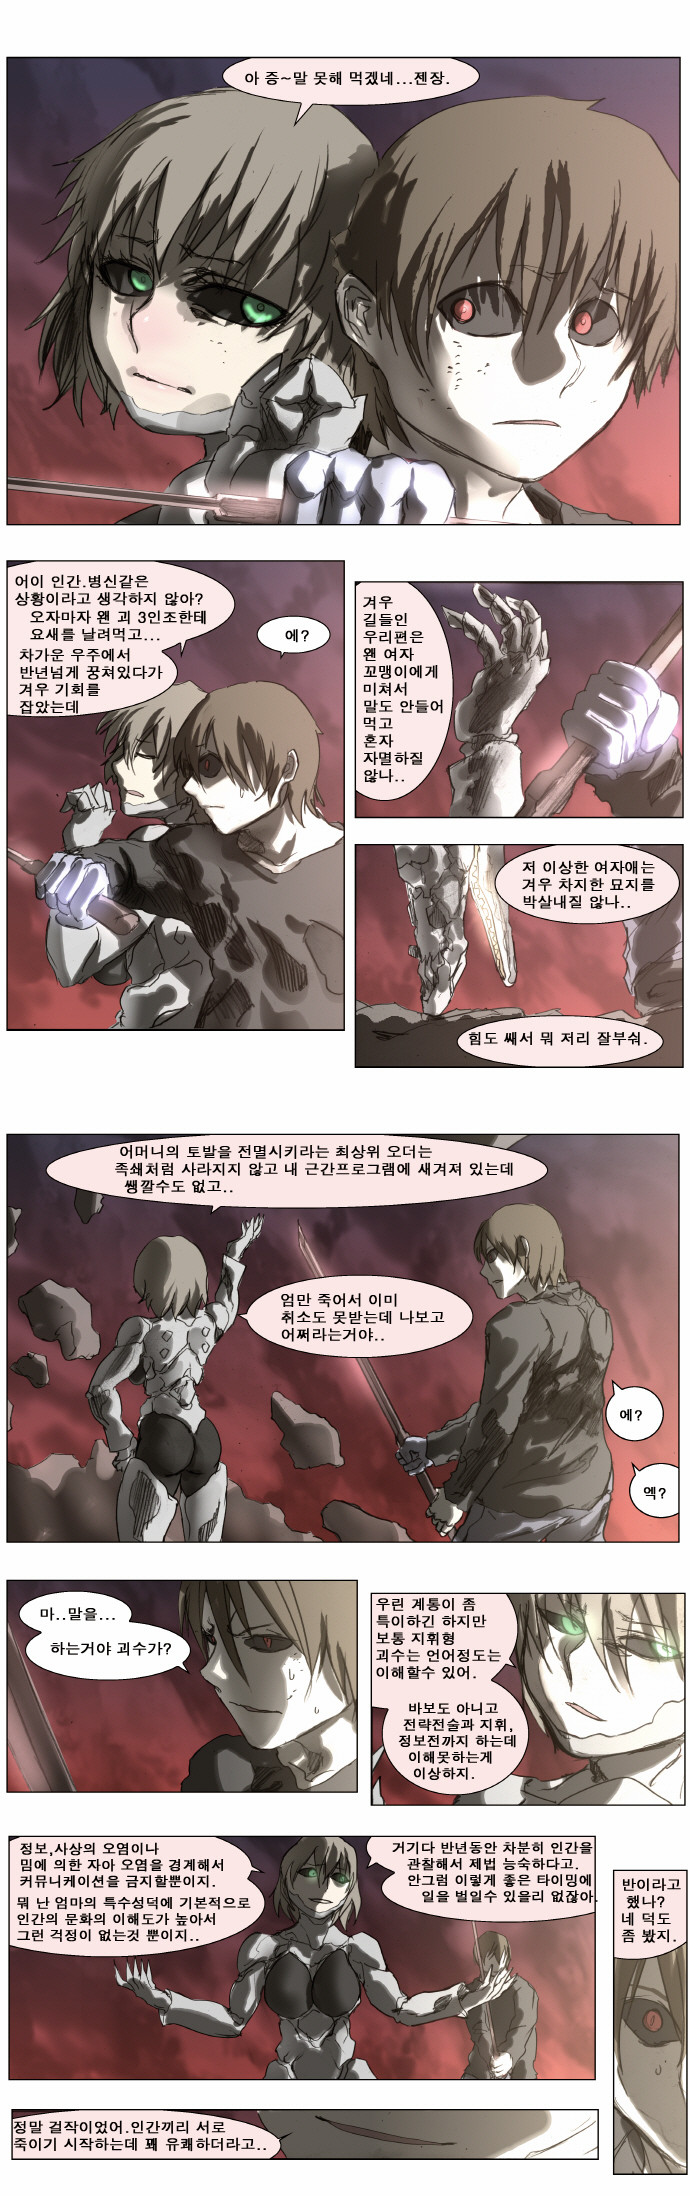 아 증~말 못해 먹겠네...젠장.
어이 인간.병신같은
상황이라고 생각하지 않아?
오자마자 웬 괴 3인조한테
요새를 날려먹고...
차가운 우주에서
반년넘게 꿍쳐있다가
겨우 기회를
잡았는데
에?
겨우
길들인
우리편은
왠 여자
꼬맹이에게
미쳐서
말도 안들어
먹고
혼자
자멸하질
않나..
저 이상한 여자애는
겨우 차지한 묘지를
박살내질 않나..
힘도 쌔서 뭐 저리 잘부숴.
어머니의 토발을 전멸시키라는 최상위 오더는
족쇄처럼 사라지지 않고 내 근간프로그램에 새겨져 있는데
쌩깔수도 없고..
엄만 죽어서 이미
취소도 못받는데 나보고
어쩌라는거야..
에?
엑?
마..말을...
하는거야 괴수가?
우린 계통이 좀
특이하긴 하지만
보통 지휘형
괴수는 언어정도는
이해할수 있어.
바보도 아니고
전략전술과 지휘,
정보전까지 하는데
이해못하는게
이상하지.
정보,사상의 오염이나
밈에 의한 자아 오염을 경계해서
커뮤니케이션을 금지할뿐이지.
뭐 난 엄마의 특수성덕에 기본적으로
인간의 문화의 이해도가 높아서
그런 걱정이 없는것 뿐이지..
거기다 반년동안 차분히 인간을
관찰해서 제법 능숙하다고.
안그럼 이렇게 좋은 타이밍에
일을 벌일수 있을리 없잖아.
반이라고
했나?
네 덕도
좀 봤지.
정말 걸작이었어.인간끼리 서로
죽이기 시작하는데 꽤 유쾌하더라고..